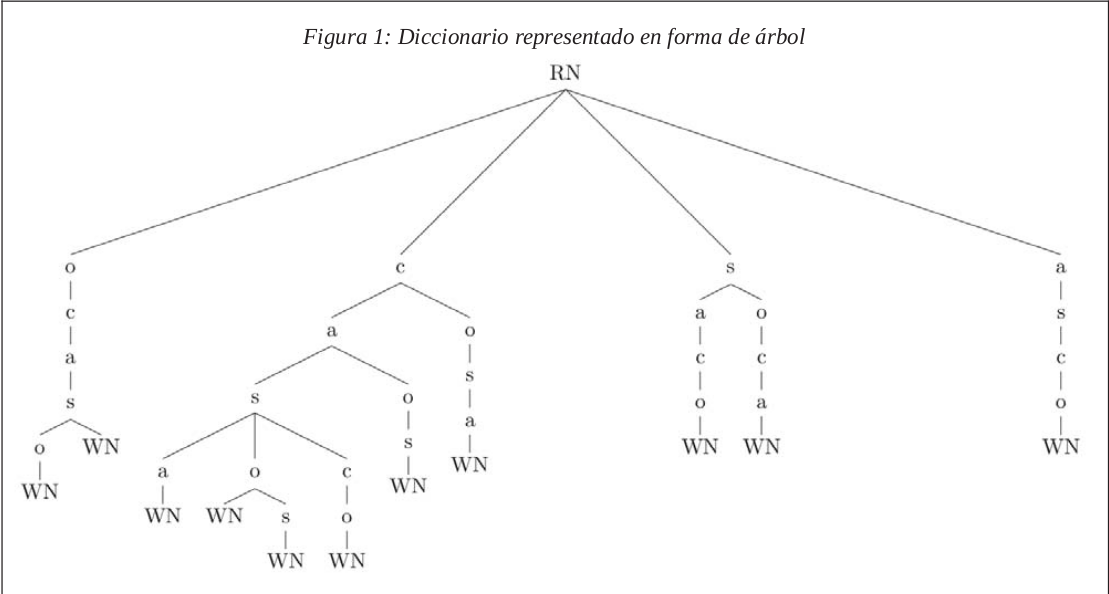 Figura 1: Diccionario representado en forma de árbol
RN
o c s a
c a o s
a a o c c c
s s o s o a o
o WN a o c s a WN WN WN
WN WN WN s o WN WN
WN WN